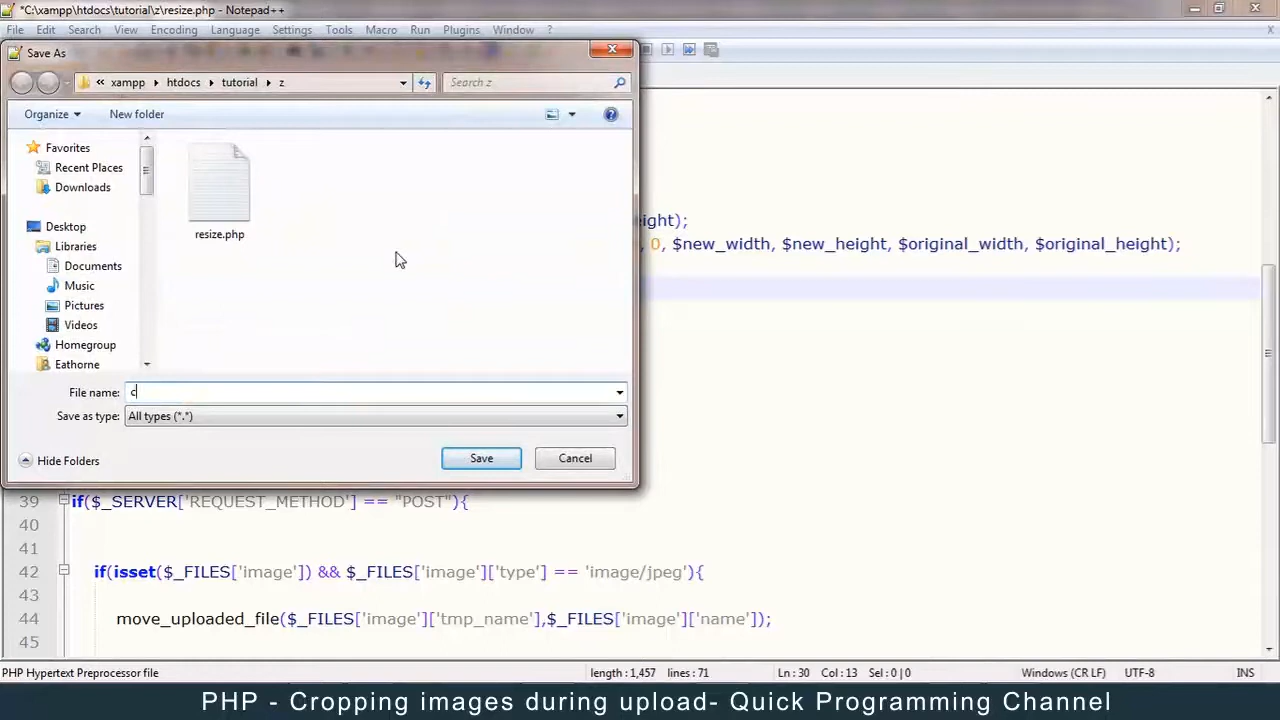 *C:\xampp\htdocs\tutorial\z\resize.php - Notepad++
File Edit Search View Encoding Language Settings Tools Macro Run Plugins Window ? X
Save As
« xampp htdocs tutorial z Search z
Organize New folder
Favorites
Recent Places
Downloads
Desktop
Libraries
Documents
Music
Pictures
Videos
Homegroup
Eathorne
resize.php
File name: c
Save as type: All types (*.*)
Hide Folders Save Cancel
eight);
, 0, $new_width, $new_height, $original_width, $original_height);
39 if($_SERVER['REQUEST_METHOD'] == "POST"){
40
41
42 if(isset($_FILES['image']) && $_FILES['image']['type'] == 'image/jpeg'){
43
44 move_uploaded_file($_FILES['image']['tmp_name'],$_FILES['image']['name']);
45
PHP Hypertext Preprocessor file length : 1,457 lines : 71 Ln : 30 Col : 13 Sel : 0 | 0 Windows (CR LF) UTF-8 INS
PHP - Cropping images during upload- Quick Programming Channel